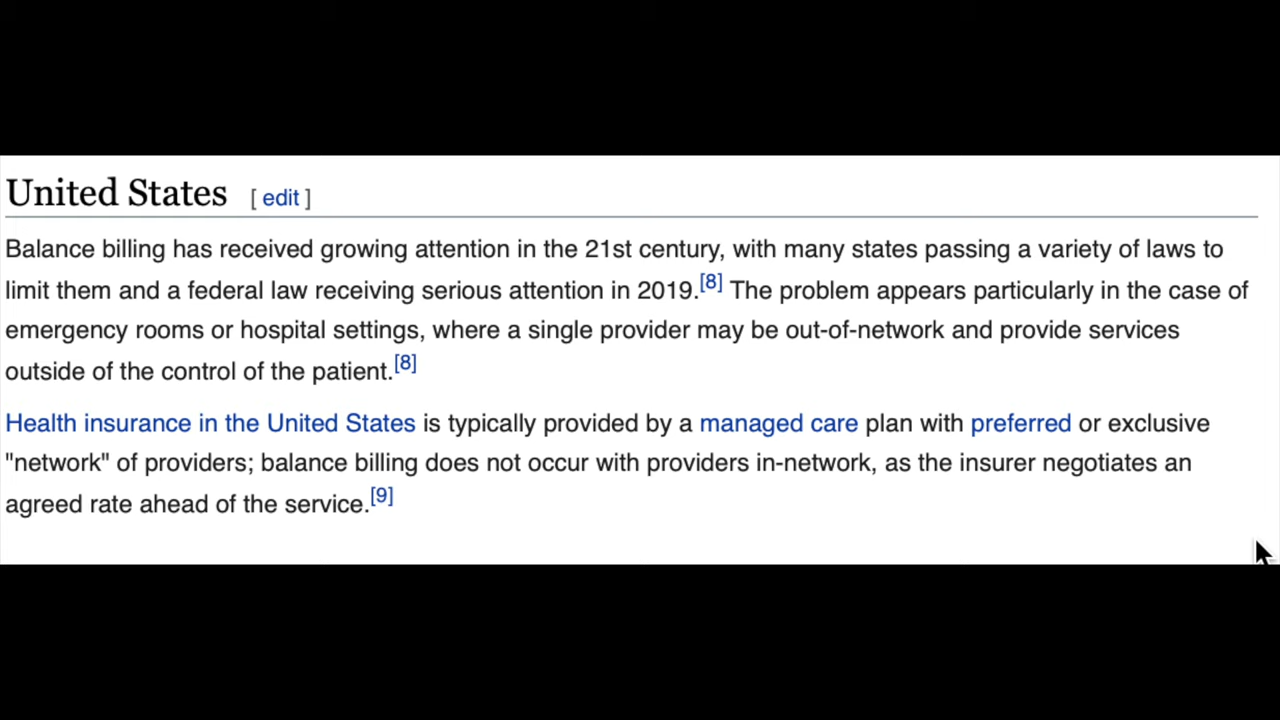 United States [ edit ]
Balance billing has received growing attention in the 21st century, with many states passing a variety of laws to
limit them and a federal law receiving serious attention in 2019.[8] The problem appears particularly in the case of
emergency rooms or hospital settings, where a single provider may be out-of-network and provide services
outside of the control of the patient.[8]
Health insurance in the United States is typically provided by a managed care plan with preferred or exclusive
"network" of providers; balance billing does not occur with providers in-network, as the insurer negotiates an
agreed rate ahead of the service.[9]